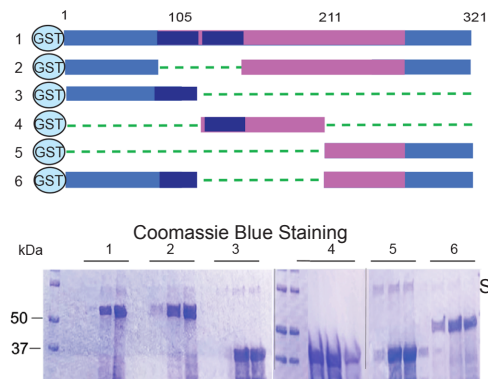 1 105 211 321
1 GST
2 GST
3 GST
4 GST
5 GST
6 GST
Coomassie Blue Staining
kDa 1 2 3 4 5 6
S
50
37